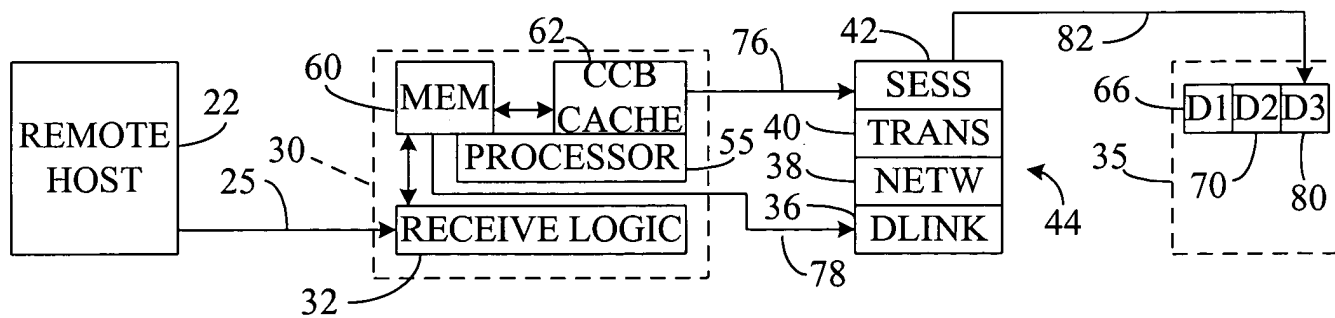 62
76
42
82
60
MEM
CCB
CACHE
SESS
66
D1 D2 D3
REMOTE
HOST
22
30
PROCESSOR
55
40
TRANS
38
NETW
35
70
80
25
36
RECEIVE LOGIC
DLINK
44
32
78